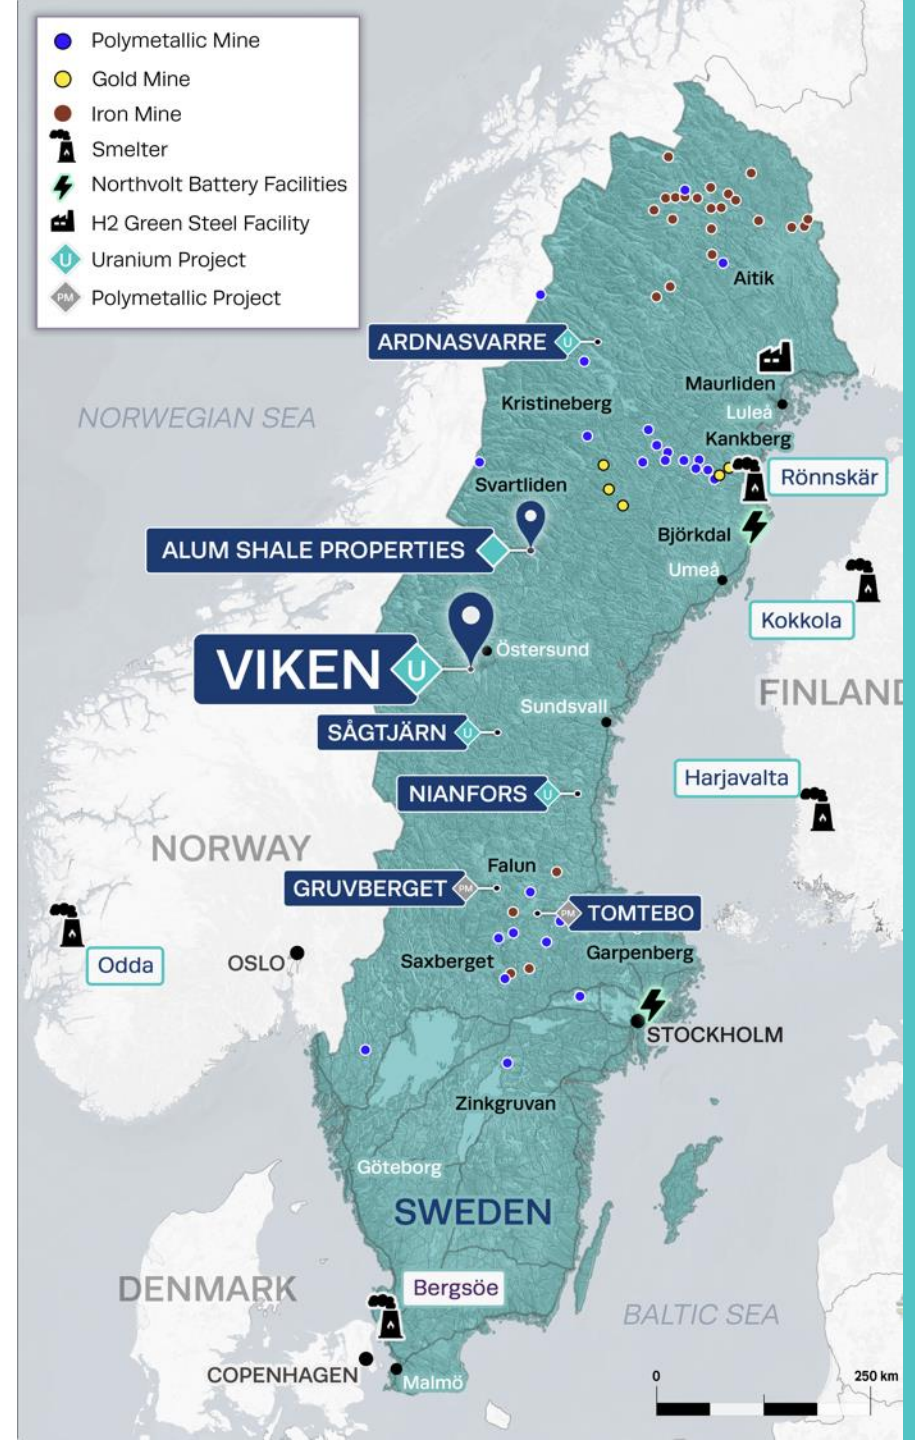 Polymetallic Mine
Gold Mine
Iron Mine
Smelter
Northvolt Battery Facilities
H2 Green Steel Facility
U Uranium Project
PM Polymetallic Project
Aitik
ARDNASVARRE U
Maurliden
NORWEGIAN SEA
Kristineberg
Luleå
Kankberg
Rönnskär
Svartliden
Björkdal
ALUM SHALE PROPERTIES
Umeå
Kokkola
VIKEN U
Östersund
FINLAND
Sundsvall
SÅGTJÄRN U
Harjavalta
NIANFORS U
NORWAY
Falun
GRUVBERGET PM
PM TOMTEBO
Garpenberg
Saxberget
OSLO
Odda
STOCKHOLM
Zinkgruvan
Göteborg
SWEDEN
DENMARK
Bergsöe
BALTIC SEA
COPENHAGEN
Malmö
0 250 km